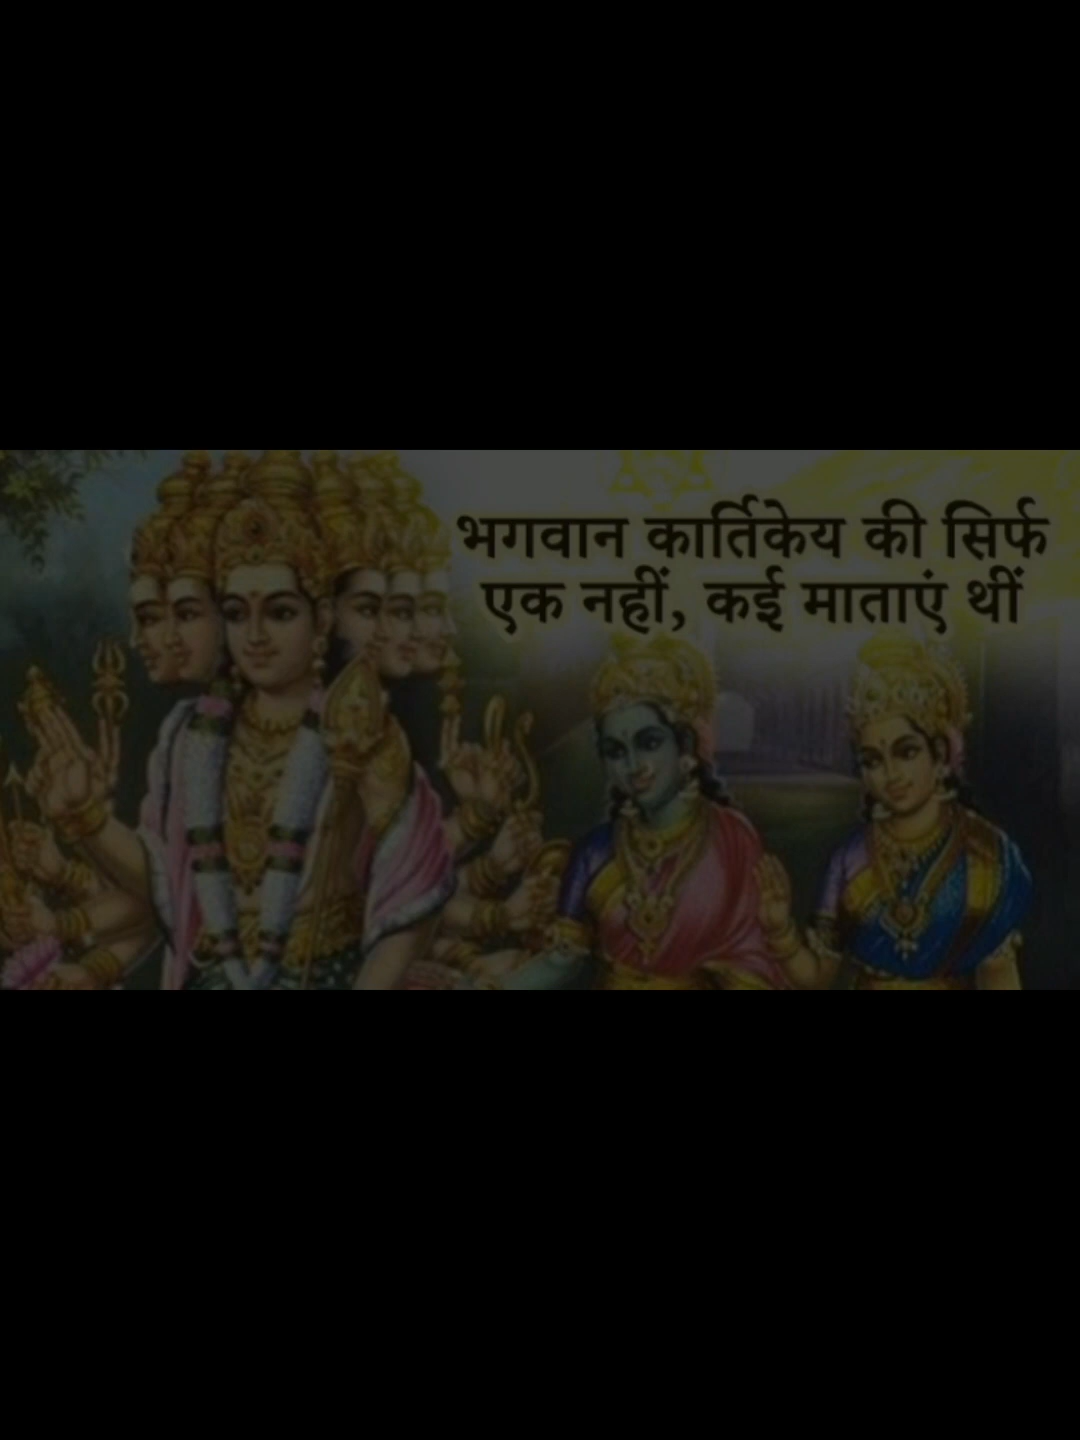 भगवान कार्तिकेय की सिर्फ
एक नहीं, कई माताएं थीं